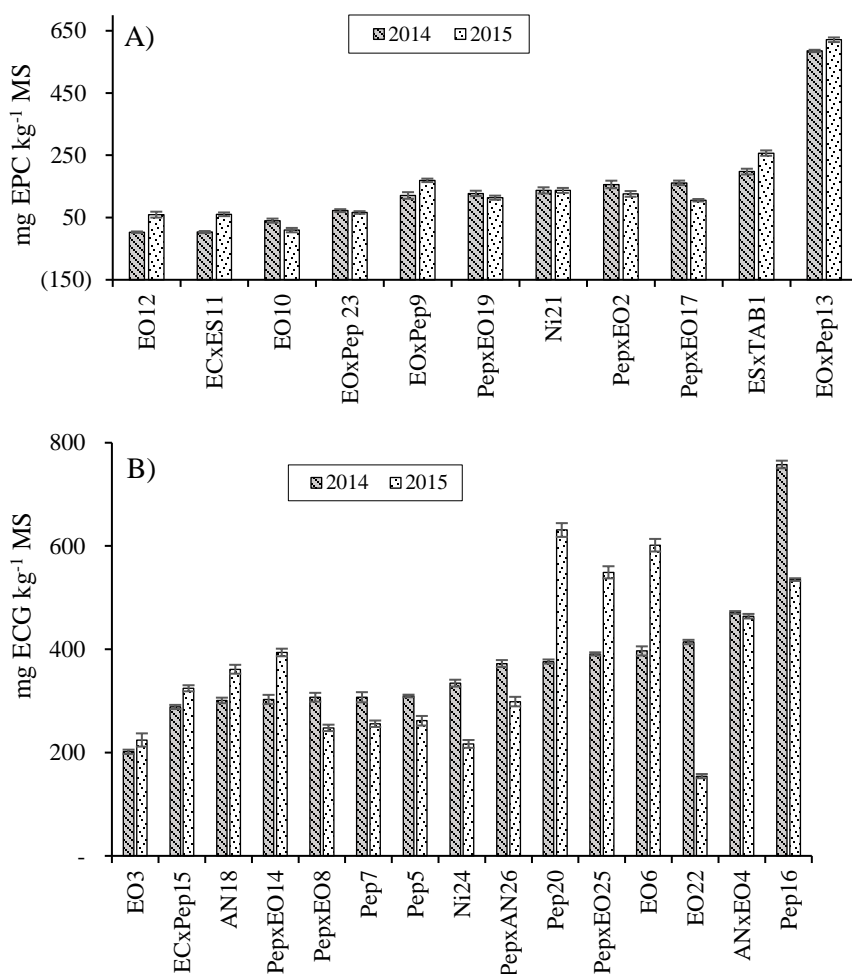 A)
2014 2015
mg EPC kg-1 MS
650
450
250
50
(150)
EO12
ECxES11
EO10
EOxPep 23
EOxPep9
PepxEO19
Ni21
PepxEO2
PepxEO17
ESxTAB1
EOxPep13
B)
2014 2015
mg ECG kg-1 MS
800
600
400
200
-
EO3
ECxPep15
AN18
PepxEO14
PepxEO8
Pep7
Pep5
Ni24
PepxAN26
Pep20
PepxEO25
EO6
EO22
ANxEO4
Pep16